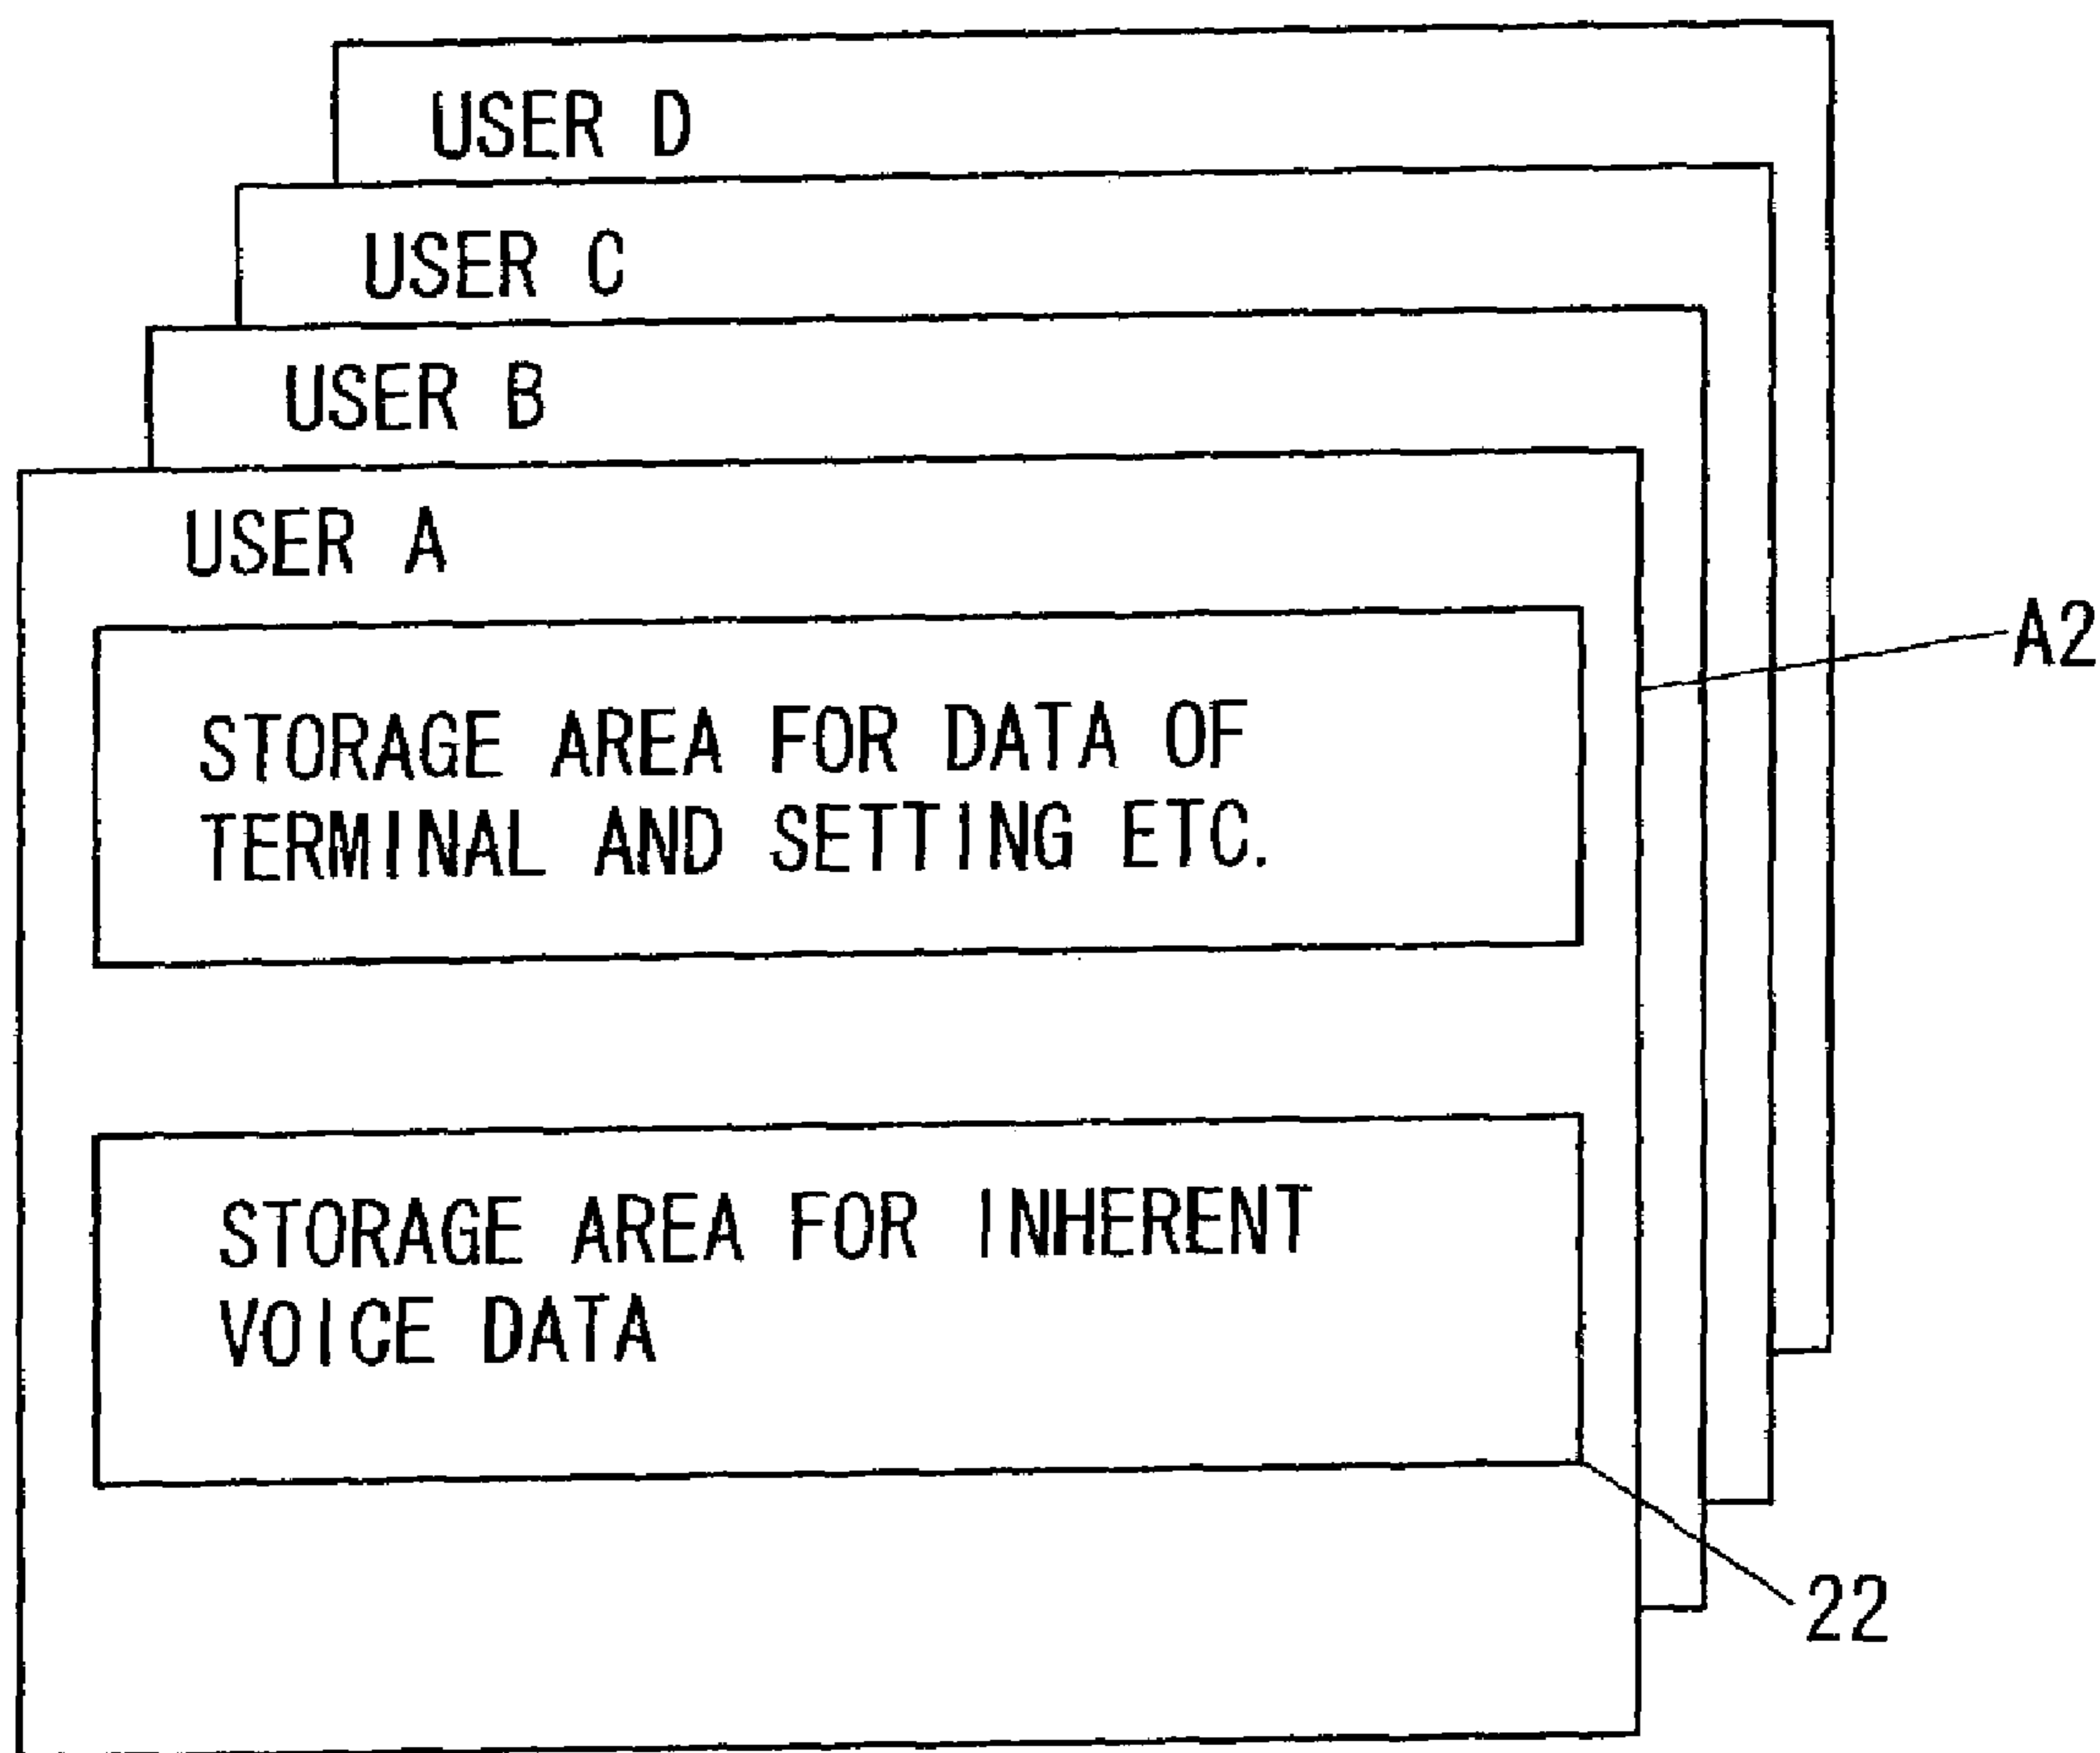 USER D
USER C
USER B
USER A
A2
STORAGE AREA FOR DATA OF
TERMINAL AND SETTING ETC.
STORAGE AREA FOR INHERENT
VOICE DATA
22